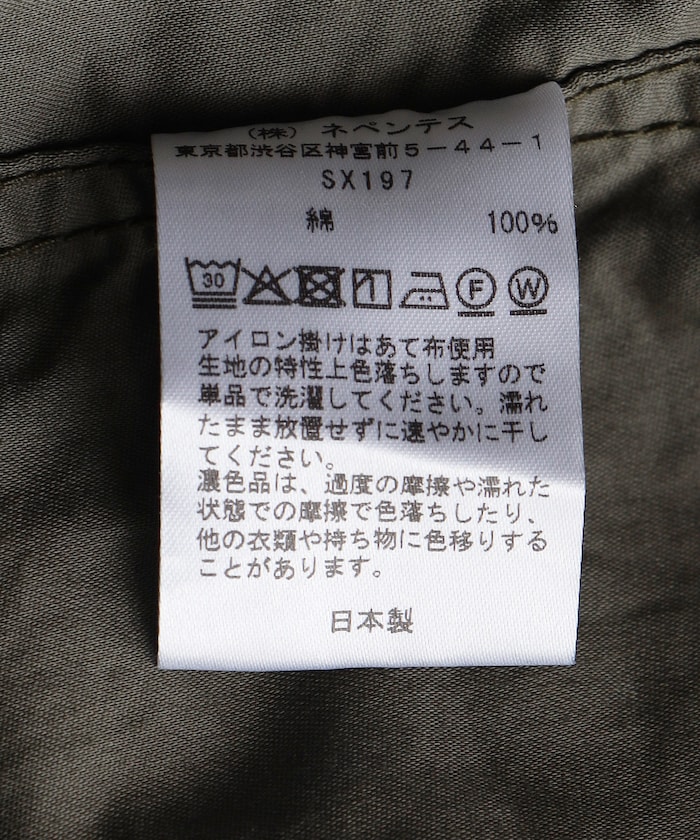 (株) ネペンテス
東京都渋谷区神宮前5-44-1
SX197
綿 100%
30 F W
アイロン掛けはあて布使用
生地の特性上色落ちしますので
単品で洗濯してください。濡れ
たまま放置せずに速やかに干し
てください。
濃色品は、過度の摩擦や濡れた
状態での摩擦で色落ちしたり、
他の衣類や持ち物に色移りする
ことがあります。
日本製